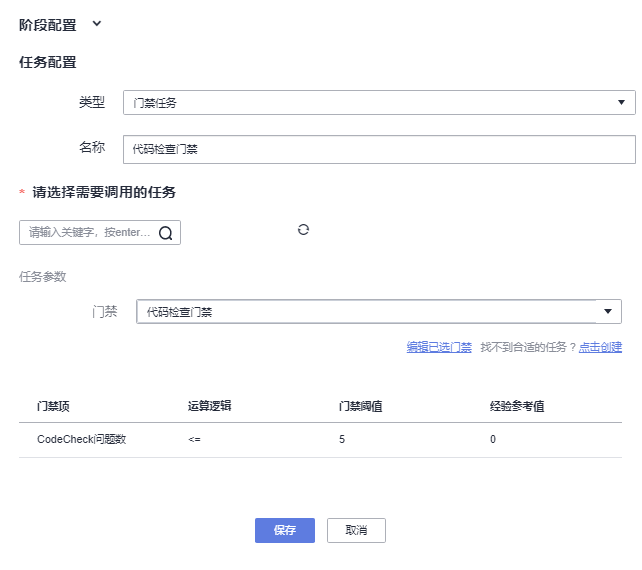 阶段配置
任务配置
类型 门禁任务
名称 代码检查门禁
* 请选择需要调用的任务
请输入关键字，按enter...
任务参数
门禁 代码检查门禁
编辑已选门禁 找不到合适的任务？点击创建
门禁顶 运算逻辑 门禁阈值 经验参考值
CodeCheck问题数 <= 5 0
保存 取消